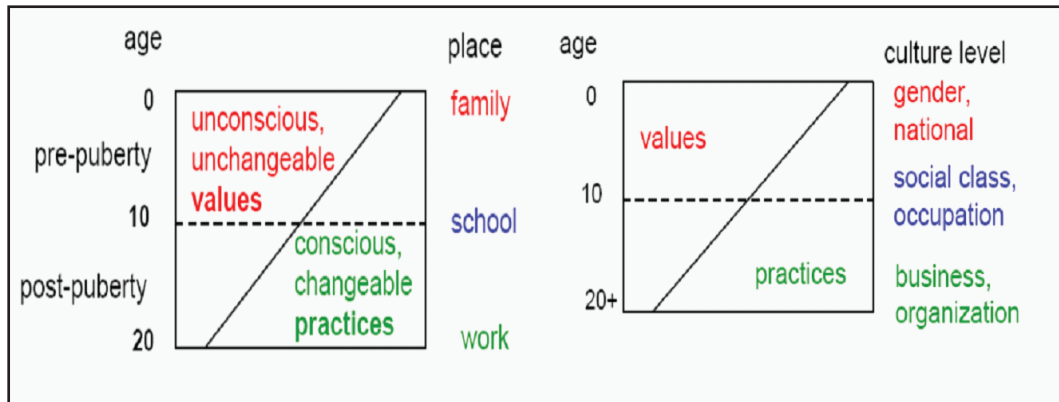 age
place
0
unconscious,
unchangeable
values
family
pre-puberty
10
school
conscious,
changeable
practices
post-puberty
20
work
age
culture level
0
values
gender,
national
10
social class,
occupation
practices
business,
organization
20+